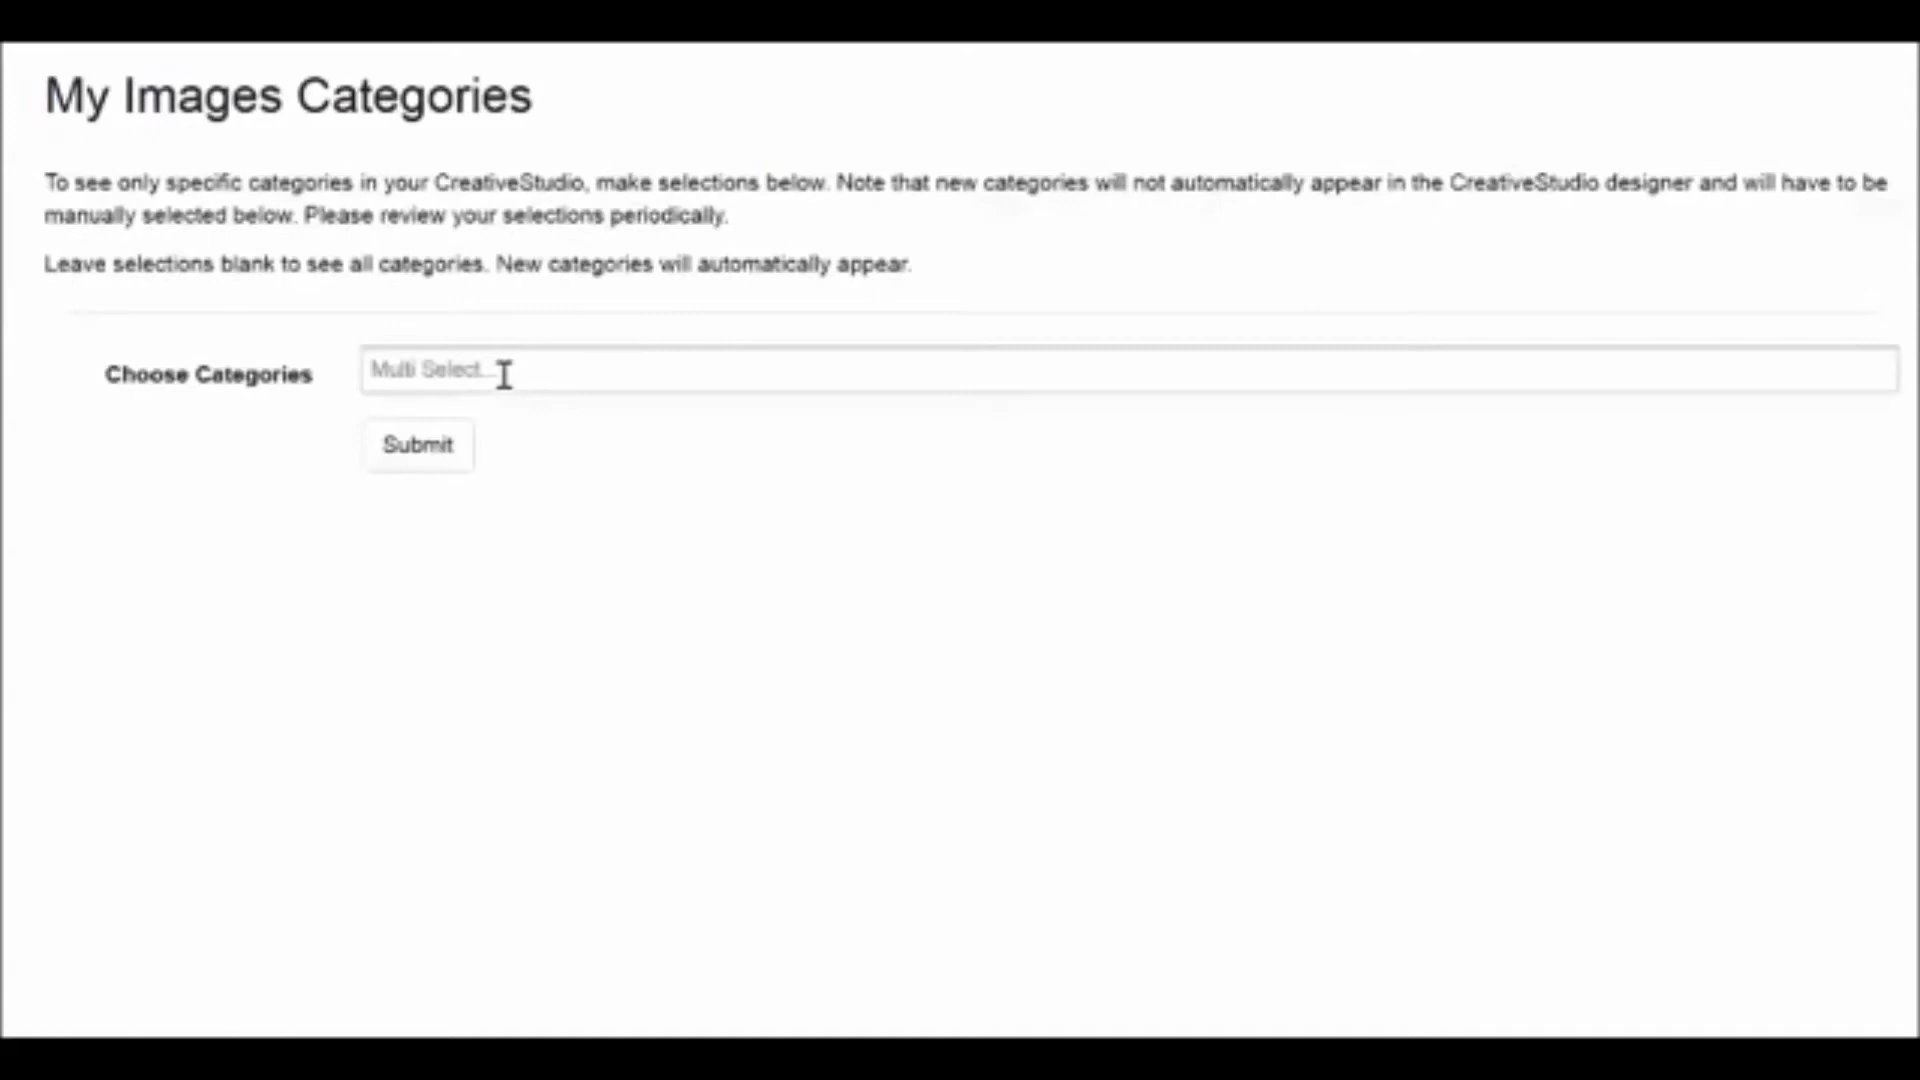 My Images Categories
To see only specific categories in your CreativeStudio, make selections below. Note that new categories will not automatically appear in the CreativeStudio designer and will have to be
manually selected below. Please review your selections periodically.
Leave selections blank to see all categories. New categories will automatically appear.
Choose Categories
Multi Select...
Submit